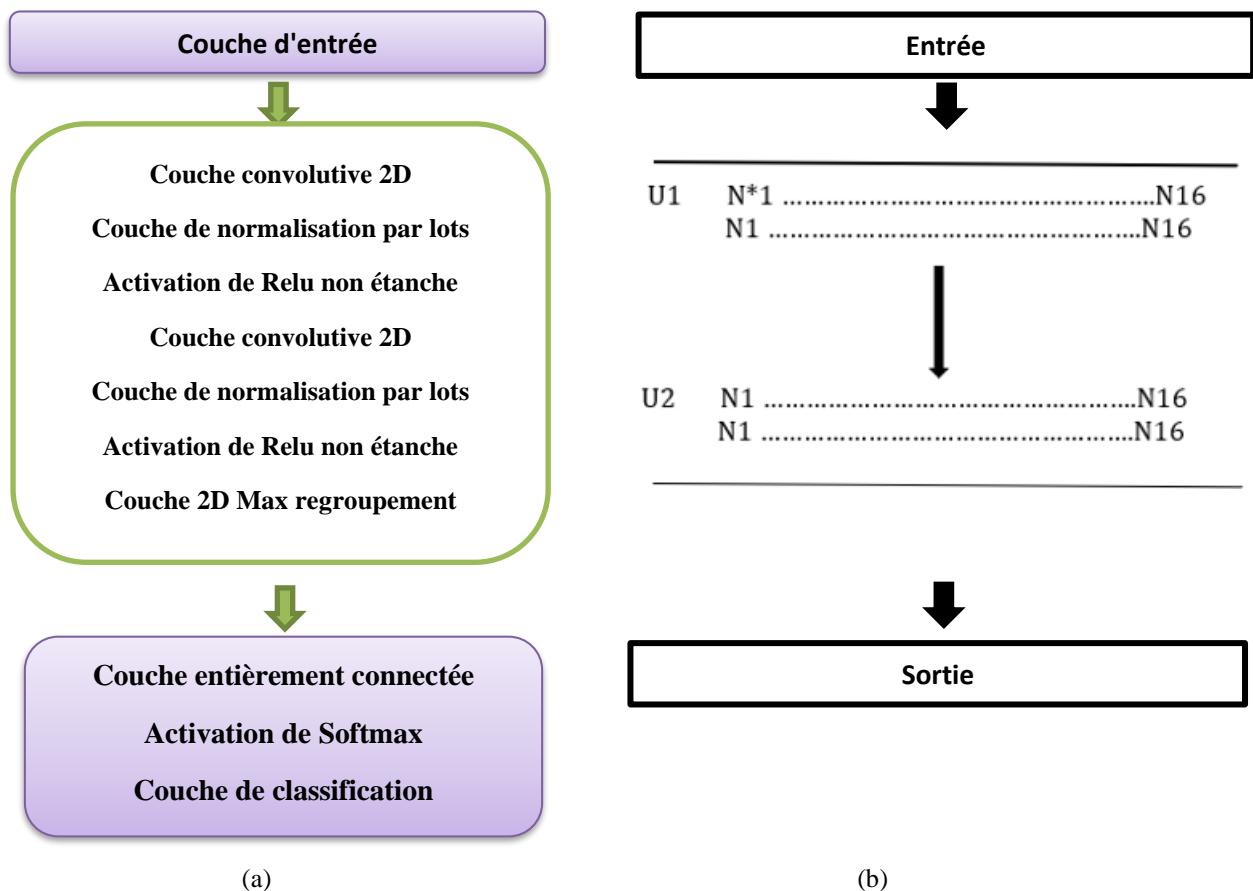 Couche d'entrée
Couche convolutive 2D
Couche de normalisation par lots
Activation de Relu non étanche
Couche convolutive 2D
Couche de normalisation par lots
Activation de Relu non étanche
Couche 2D Max regroupement
Couche entièrement connectée
Activation de Softmax
Couche de classification
(a)
Entrée
U1 N*1 ……………………………………………N16
N1 ……………………………………………N16
U2 N1 ……………………………………………N16
N1 ……………………………………………N16
Sortie
(b)